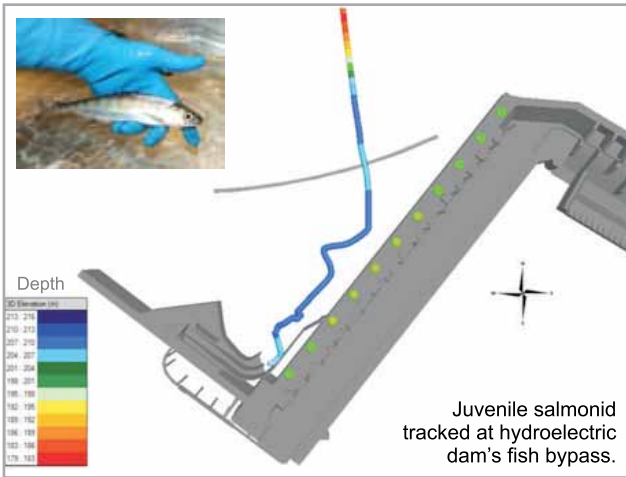 Depth
3D Elevation (m)
213 : 216
210 - 213
207 : 210
204 : 207
201 - 204
198 - 201
195 - 198
192 - 195
189 : 192
186 - 189
183 - 186
179 : 183
Juvenile salmonid
tracked at hydroelectric
dam's fish bypass.